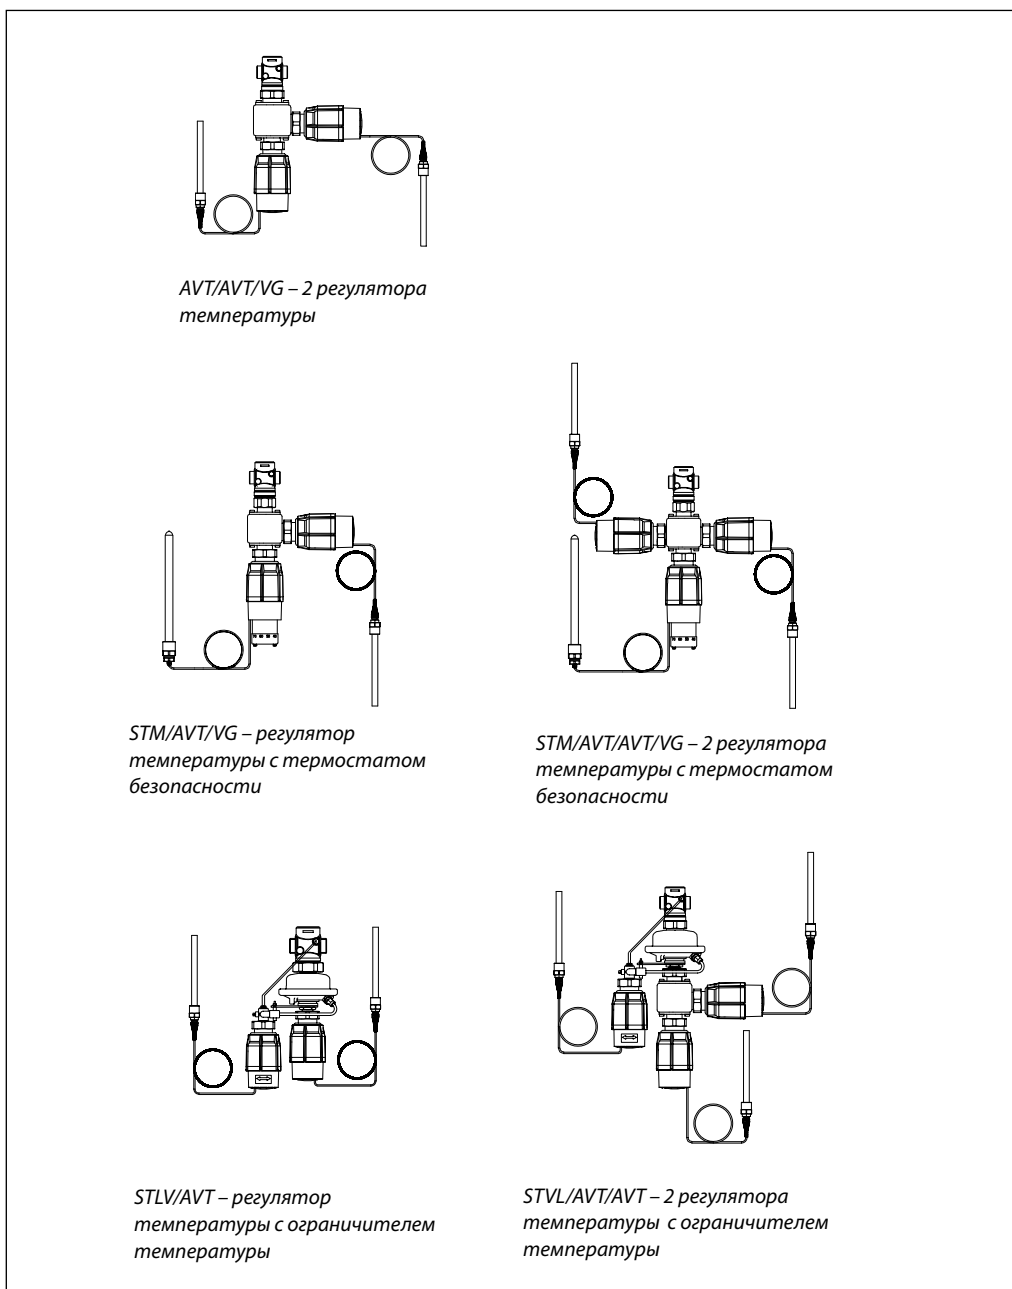 AVT/AVT/VG – 2 регулятора
температуры
STM/AVT/VG – регулятор
температуры с термостатом
безопасности
STM/AVT/AVT/VG – 2 регулятора
температуры с термостатом
безопасности
STLV/AVT – регулятор
температуры с ограничителем
температуры
STVL/AVT/AVT – 2 регулятора
температуры с ограничителем
температуры